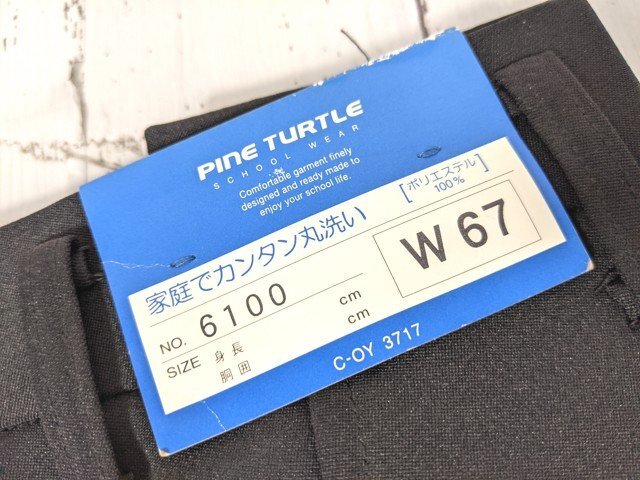 PINE TURTLE
SCHOOL WEAR
Comfortable garment finely
designed and ready made to
enjoy your school life.
家庭でカンタン丸洗い
[ポリエステル 100%]
NO. 6100
W 67
SIZE 身長 cm
胴囲 cm
C-OY 3717